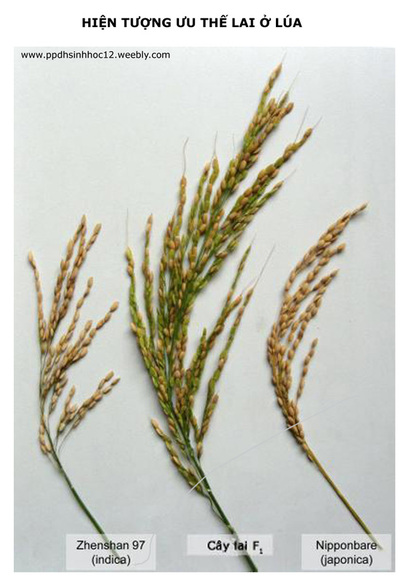 HIỆN TƯỢNG ƯU THẾ LAI Ở LÚA
www.ppdhsinhhoc12.weebly.com
Zhenshan 97
(indica)
Cây lai F₁
Nipponbare
(japonica)